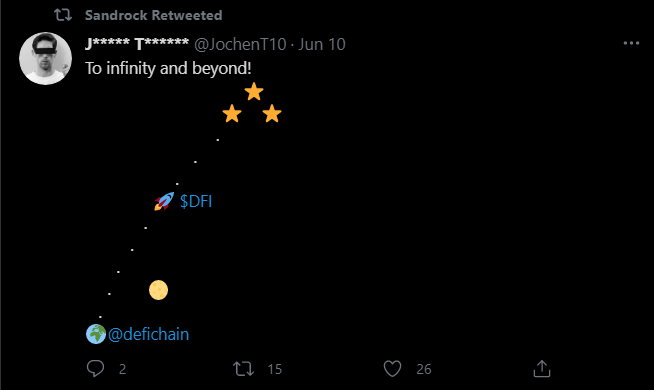 Sandrock Retweeted
J***** T****** @JochenT10 · Jun 10
To infinity and beyond!
⭐
⭐ ⭐
.
.
.
🚀 $DFI
.
.
.
.
🌕
.
🌍@defichain
2 15 26